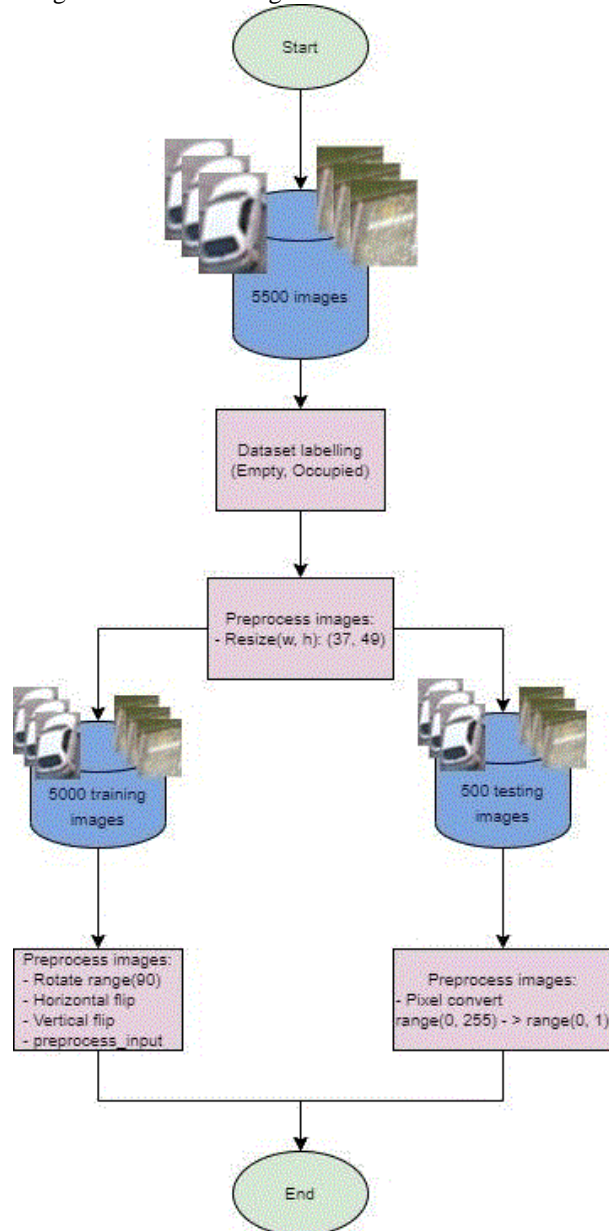 Start
5500 images
Dataset labelling
(Empty, Occupied)
Preprocess images:
- Resize(w, h): (37, 49)
5000 training
images
500 testing
images
Preprocess images:
- Rotate range(90)
- Horizontal flip
- Vertical flip
- preprocess_input
Preprocess images:
- Pixel convert
range(0, 255) - > range(0, 1)
End